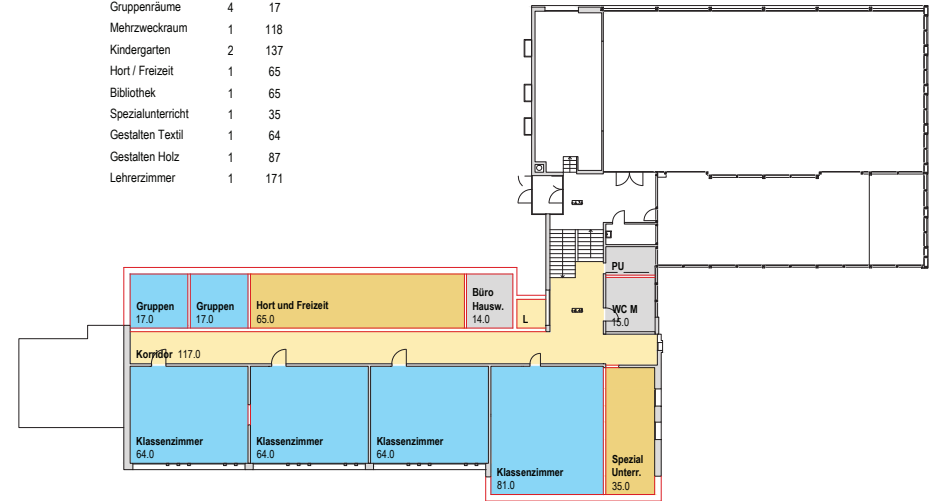 Gruppenräume 4 17
Mehrzweckraum 1 118
Kindergarten 2 137
Hort / Freizeit 1 65
Bibliothek 1 65
Spezialunterricht 1 35
Gestalten Textil 1 64
Gestalten Holz 1 87
Lehrerzimmer 1 171
PU
Gruppen
17.0
Gruppen
17.0
Hort und Freizeit
65.0
Büro
Hausw.
14.0
L
WC M
15.0
Korridor 117.0
Klassenzimmer
64.0
Klassenzimmer
64.0
Klassenzimmer
64.0
Klassenzimmer
81.0
Spezial
Unterr.
35.0